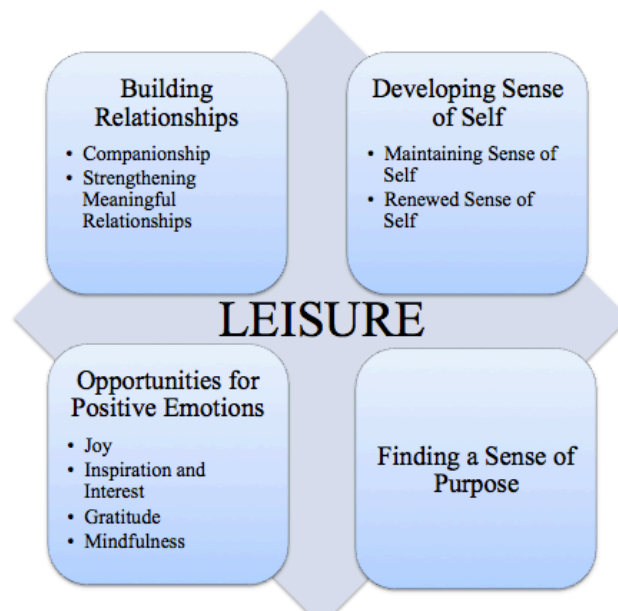 Building
Relationships
• Companionship
• Strengthening
Meaningful
Relationships
Developing Sense
of Self
• Maintaining Sense of
Self
• Renewed Sense of
Self
LEISURE
Opportunities for
Positive Emotions
• Joy
• Inspiration and
Interest
• Gratitude
• Mindfulness
Finding a Sense of
Purpose